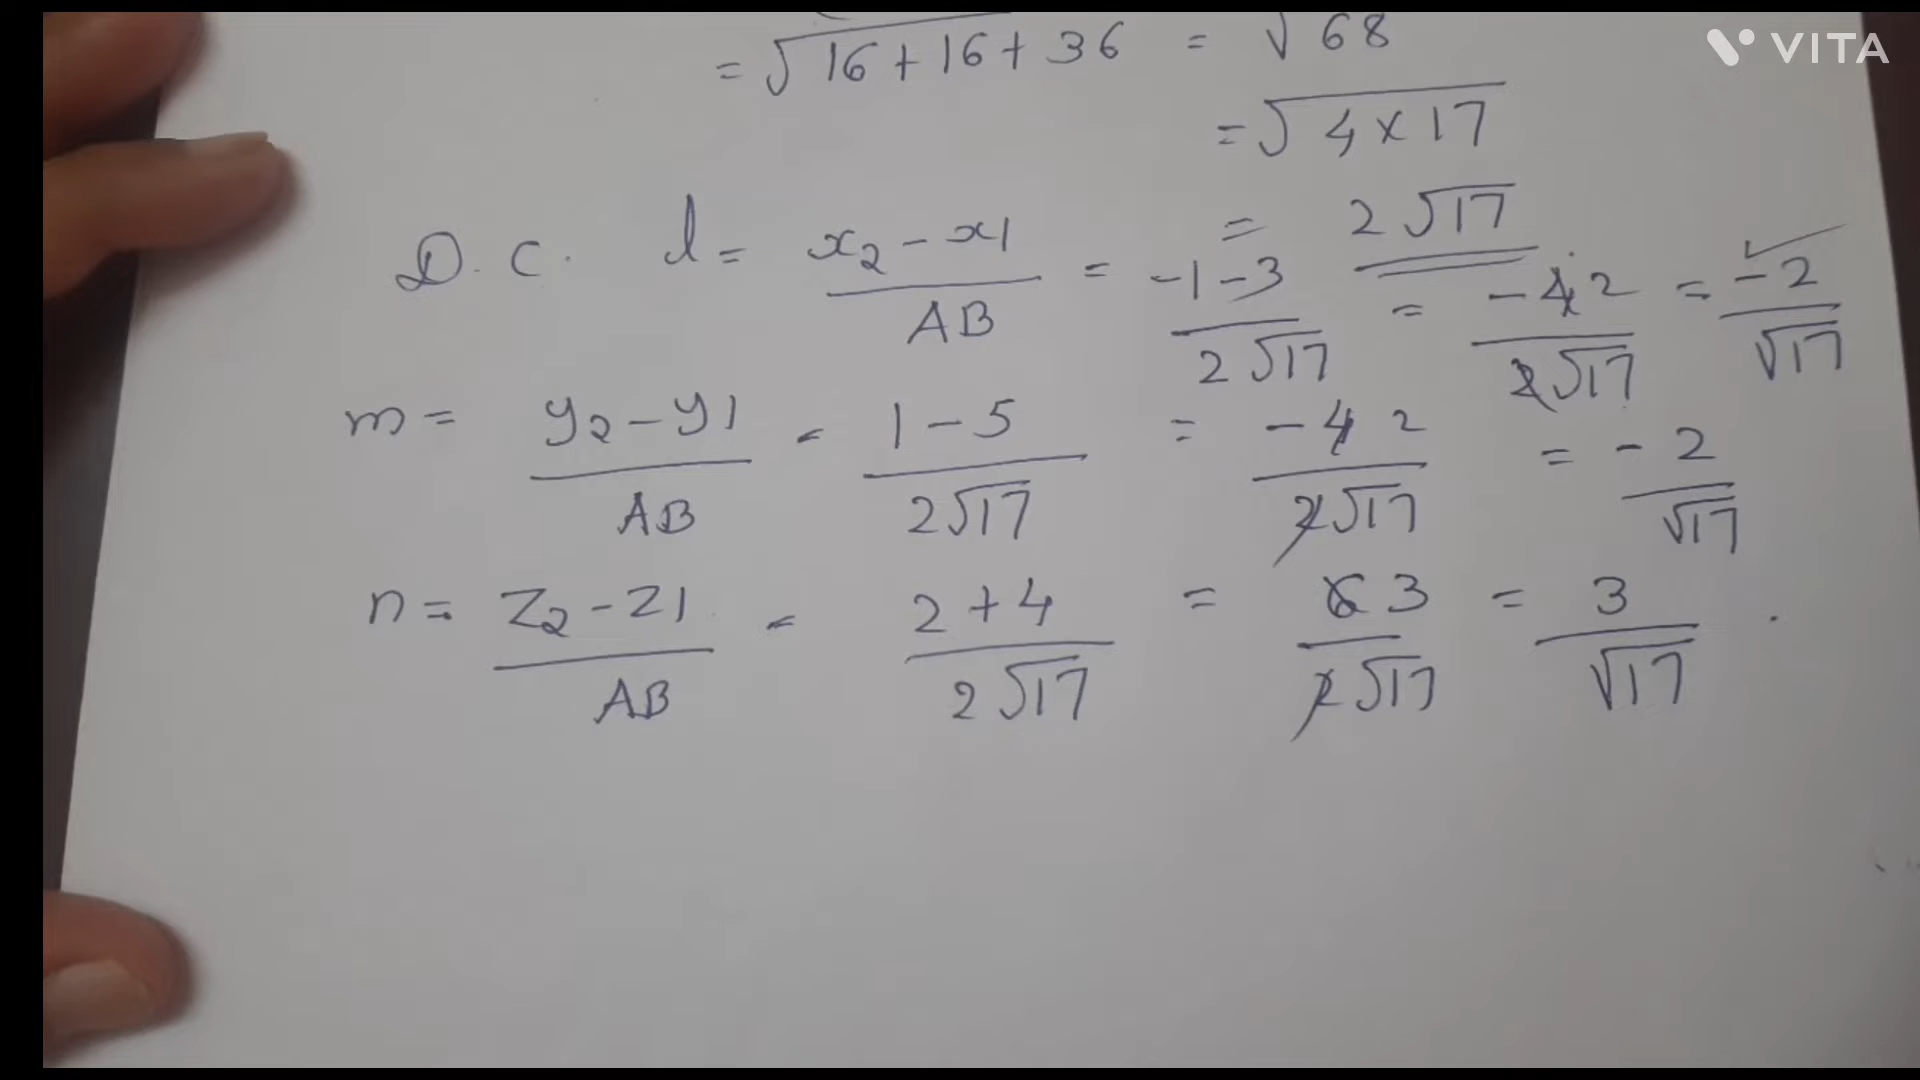 = √16 + 16 + 36 = √68
VITA
= √4 × 17
= 2√17
D.C. l = x2 - x1 / AB = -1 - 3 / 2√17 = -4 2 / 2√17 = -2 / √17
m = y2 - y1 / AB = 1 - 5 / 2√17 = -4 2 / 2√17 = -2 / √17
n = z2 - z1 / AB = 2 + 4 / 2√17 = 6 3 / 2√17 = 3 / √17 .